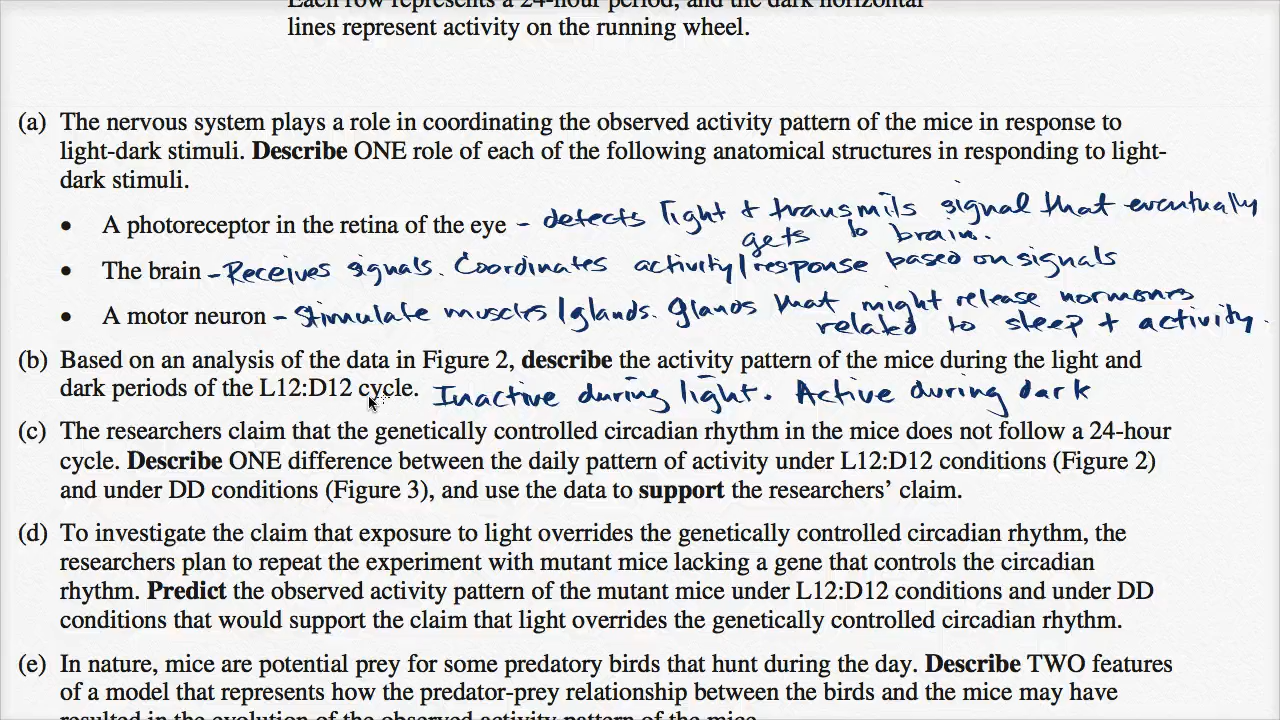 Each row represents a 24-hour period, and the dark horizontal
lines represent activity on the running wheel.
(a) The nervous system plays a role in coordinating the observed activity pattern of the mice in response to
light-dark stimuli. Describe ONE role of each of the following anatomical structures in responding to light-
dark stimuli.
• A photoreceptor in the retina of the eye - detects light + transmits signal that eventually
gets to brain.
• The brain - Receives signals. Coordinates activity/response based on signals
• A motor neuron - Stimulate muscles/glands. Glands that might release hormones
related to sleep + activity.
(b) Based on an analysis of the data in Figure 2, describe the activity pattern of the mice during the light and
dark periods of the L12:D12 cycle. Inactive during light. Active during dark
(c) The researchers claim that the genetically controlled circadian rhythm in the mice does not follow a 24-hour
cycle. Describe ONE difference between the daily pattern of activity under L12:D12 conditions (Figure 2)
and under DD conditions (Figure 3), and use the data to support the researchers’ claim.
(d) To investigate the claim that exposure to light overrides the genetically controlled circadian rhythm, the
researchers plan to repeat the experiment with mutant mice lacking a gene that controls the circadian
rhythm. Predict the observed activity pattern of the mutant mice under L12:D12 conditions and under DD
conditions that would support the claim that light overrides the genetically controlled circadian rhythm.
(e) In nature, mice are potential prey for some predatory birds that hunt during the day. Describe TWO features
of a model that represents how the predator-prey relationship between the birds and the mice may have
resulted in the evolution of the observed activity pattern of the mice.